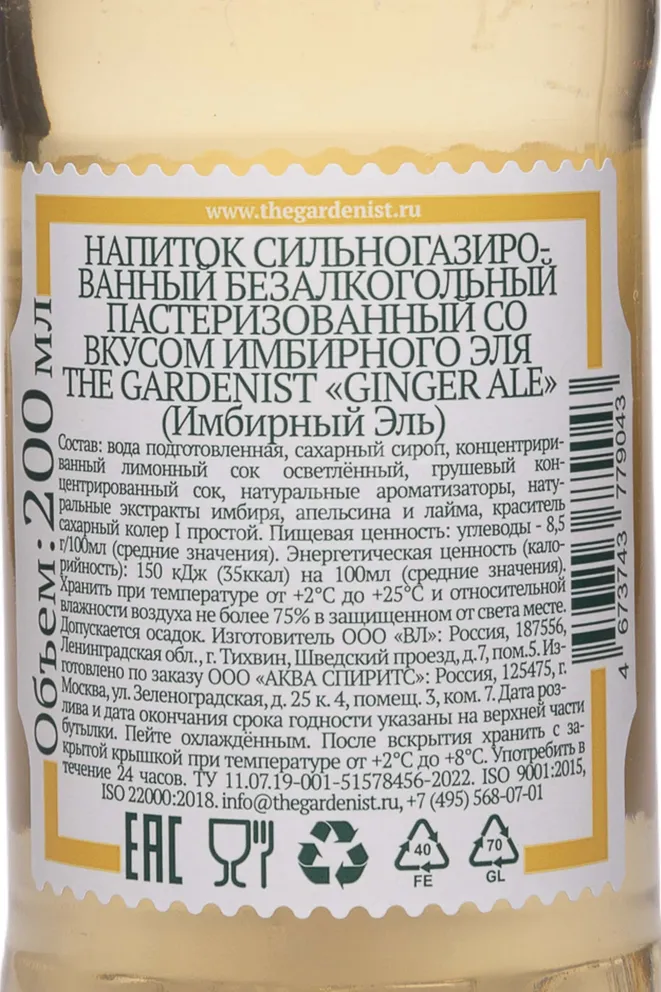 www.thegardenist.ru
НАПИТОК СИЛЬНОГАЗИРО-
ВАННЫЙ БЕЗАЛКОГОЛЬНЫЙ
ПАСТЕРИЗОВАННЫЙ СО
ВКУСОМ ИМБИРНОГО ЭЛЯ
THE GARDENIST «GINGER ALE»
(Имбирный Эль)
Состав: вода подготовленная, сахарный сироп, концентриро-
ванный лимонный сок осветлённый, грушевый кон-
центрированный сок, натуральные ароматизаторы, нату-
ральные экстракты имбиря, апельсина и лайма, краситель
сахарный колер I простой. Пищевая ценность: углеводы - 8,5
г/100мл (средние значения). Энергетическая ценность (кало-
рийность): 150 кДж (35ккал) на 100мл (средние значения).
Хранить при температуре от +2°C до +25°C и относительной
влажности воздуха не более 75% в защищенном от света месте.
Допускается осадок. Изготовитель ООО «ВЛ»: Россия, 187556,
Ленинградская обл., г. Тихвин, Шведский проезд, д.7, пом.5. Из-
готовлено по заказу ООО «АКВА СПИРИТС»: Россия, 125475, г.
Москва, ул. Зеленоградская, д. 25 к. 4, помещ. 3, ком. 7. Дата роз-
лива и дата окончания срока годности указаны на верхней части
бутылки. Пейте охлаждённым. После вскрытия хранить с за-
крытой крышкой при температуре от +2°C до +8°C. Употребить в
течение 24 часов. ТУ 11.07.19-001-51578456-2022. ISO 9001:2015,
ISO 22000:2018. info@thegardenist.ru, +7 (495) 568-07-01
Объем: 200 мл
4 673743 779043
EAC
40
FE
70
GL